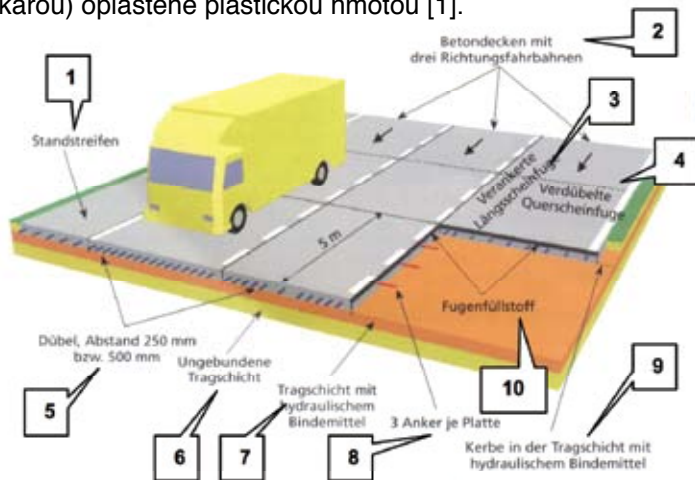 karou) opláštěné plastickou hmotou [1].
2
Betondecken mit
drei Richtungsfahrbahnen
1
3
Standstreifen
4
Verankerte
Längsscheinfuge
Verdübelte
Querscheinfuge
5 m
Fugenfüllstoff
Dübel, Abstand 250 mm
bzw. 500 mm
Ungebundene
Tragschicht
10
9
5
Tragschicht mit
hydraulischem
Bindemittel
3 Anker je Platte
6
7
8
Kerbe in der Tragschicht mit
hydraulischem Bindemittel